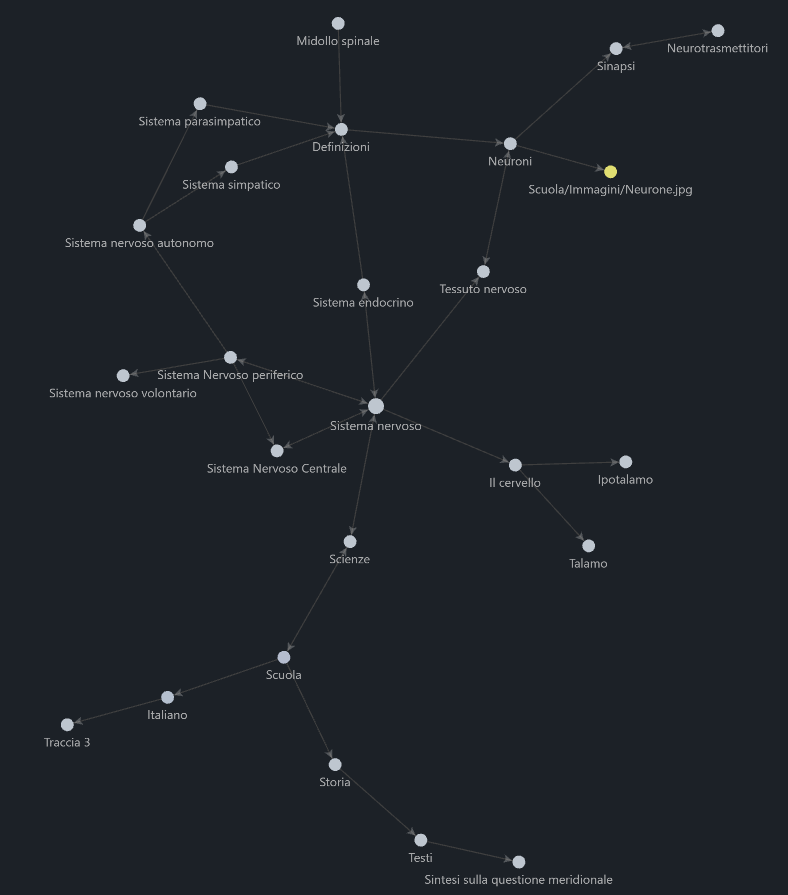 Midollo spinale
Neurotrasmettitori
Sinapsi
Sistema parasimpatico
Definizioni
Neuroni
Sistema simpatico
Scuola/Immagini/Neurone.jpg
Sistema nervoso autonomo
Tessuto nervoso
Sistema endocrino
Sistema Nervoso periferico
Sistema nervoso volontario
Sistema nervoso
Sistema Nervoso Centrale
Il cervello
Ipotalamo
Scienze
Talamo
Scuola
Italiano
Traccia 3
Storia
Testi
Sintesi sulla questione meridionale